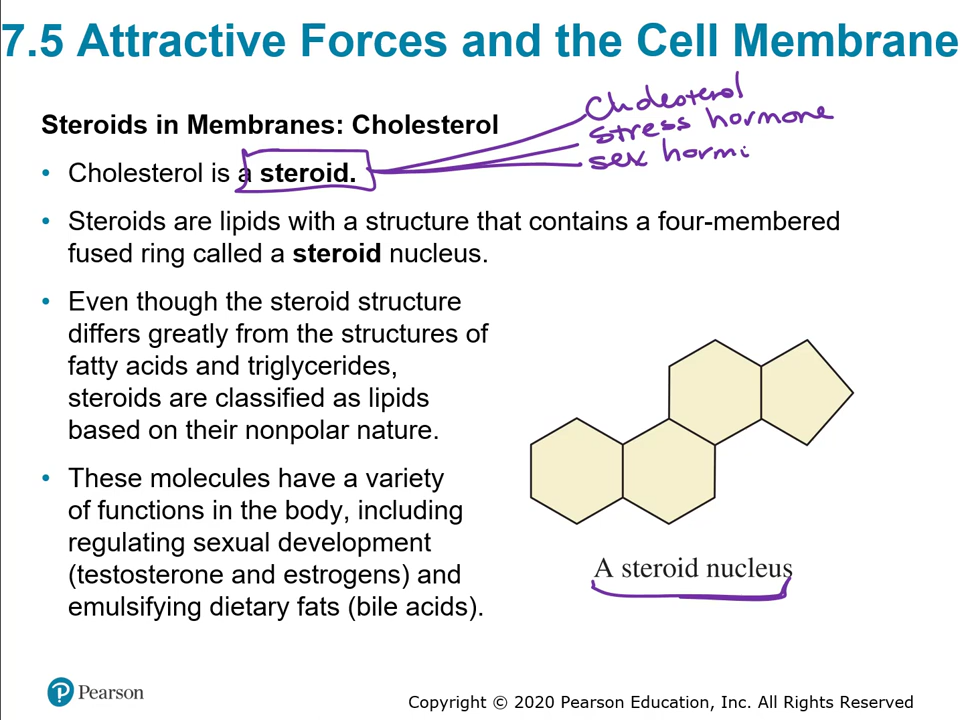 7.5 Attractive Forces and the Cell Membrane
Cholesterol
stress hormone
sex hormi
Steroids in Membranes: Cholesterol
• Cholesterol is a steroid.
• Steroids are lipids with a structure that contains a four-membered
fused ring called a steroid nucleus.
• Even though the steroid structure
differs greatly from the structures of
fatty acids and triglycerides,
steroids are classified as lipids
based on their nonpolar nature.
• These molecules have a variety
of functions in the body, including
regulating sexual development
(testosterone and estrogens) and
emulsifying dietary fats (bile acids).
A steroid nucleus
P Pearson
Copyright © 2020 Pearson Education, Inc. All Rights Reserved